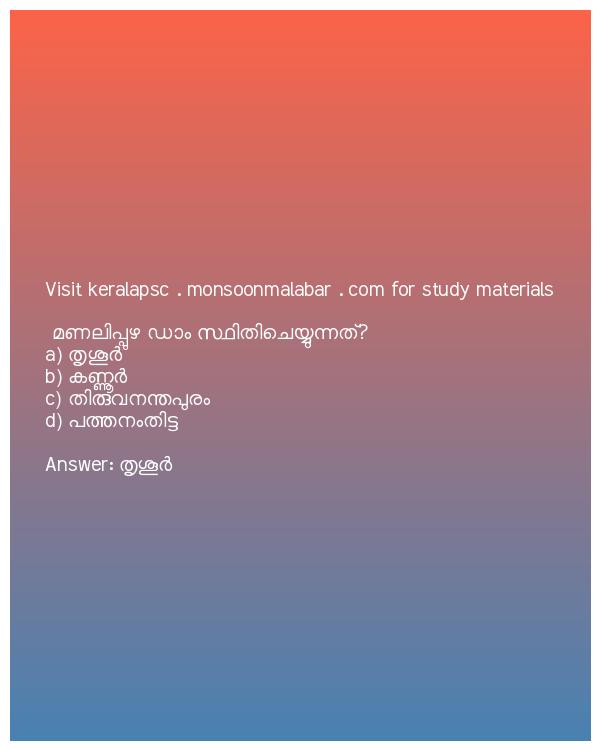 Visit keralapsc . monsoonmalabar . com for study materials
മണലിപ്പുഴ ഡാം സ്ഥിതിചെയ്യുന്നത്?
a) തൃശൂർ
b) കണ്ണൂർ
c) തിരുവനന്തപുരം
d) പത്തനംതിട്ട
Answer: തൃശൂർ